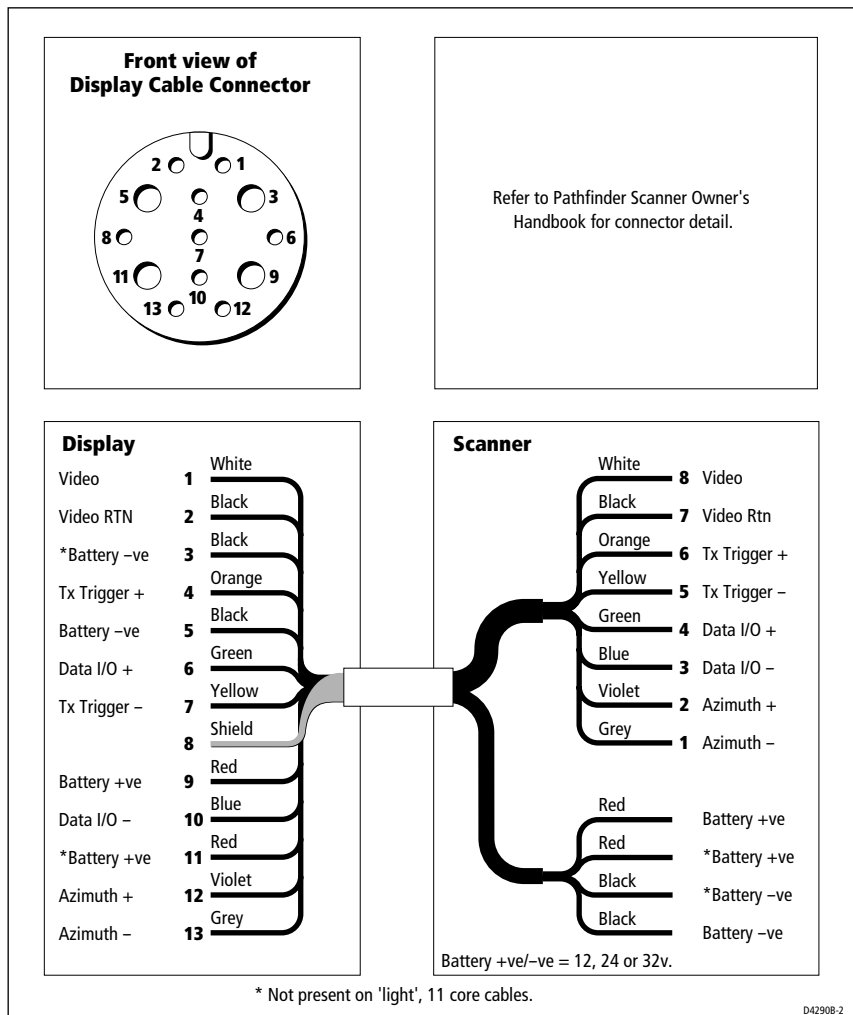 Front view of
Display Cable Connector
2 1
5 3
4
8 6
7
11 9
10
13 12
Refer to Pathfinder Scanner Owner's
Handbook for connector detail.
Display
Video 1 White
Video RTN 2 Black
*Battery –ve 3 Black
Tx Trigger + 4 Orange
Battery –ve 5 Black
Data I/O + 6 Green
Tx Trigger – 7 Yellow
8 Shield
Battery +ve 9 Red
Data I/O – 10 Blue
*Battery +ve 11 Red
Azimuth + 12 Violet
Azimuth – 13 Grey
Scanner
White 8 Video
Black 7 Video Rtn
Orange 6 Tx Trigger +
Yellow 5 Tx Trigger –
Green 4 Data I/O +
Blue 3 Data I/O –
Violet 2 Azimuth +
Grey 1 Azimuth –
Red Battery +ve
Red *Battery +ve
Black *Battery –ve
Black Battery –ve
Battery +ve/–ve = 12, 24 or 32v.
* Not present on 'light', 11 core cables.
D4290B-2